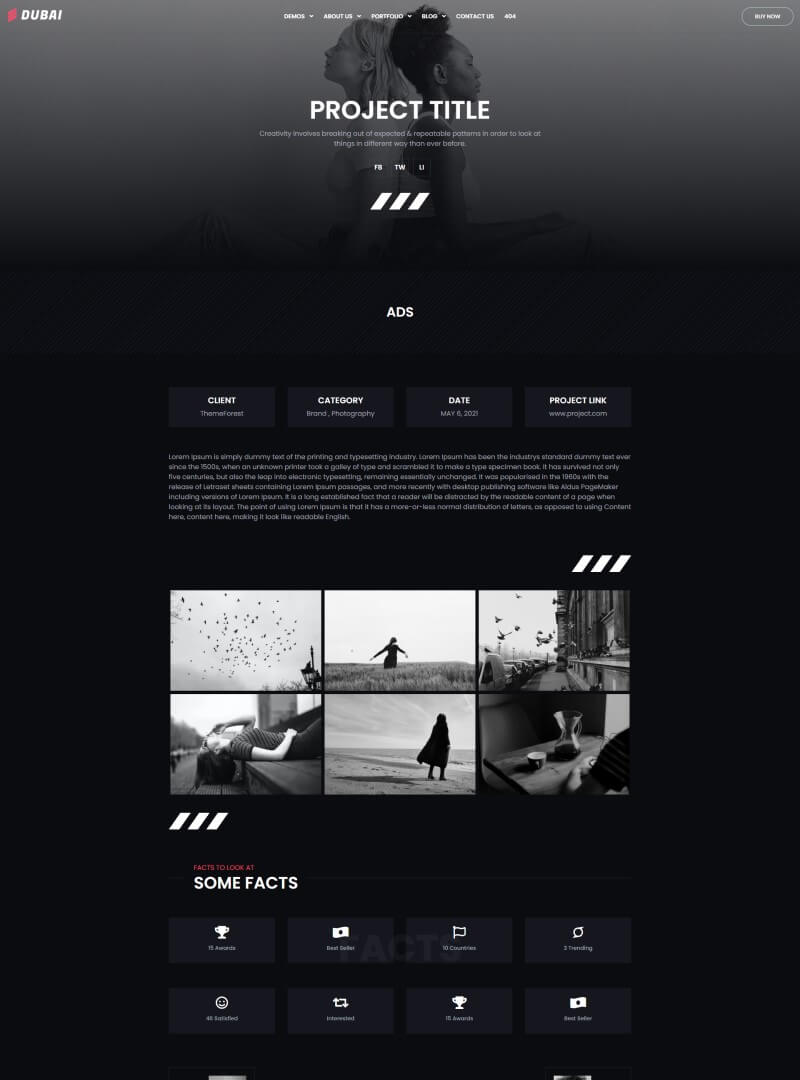 DUBAI
DEMOS
ABOUT US
PORTFOLIO
BLOG
CONTACT US
404
BUY NOW
PROJECT TITLE
Creativity involves breaking out of expected & repeatable patterns in order to look at
things in different way than ever before.
FB
TW
LI
ADS
CLIENT
ThemeForest
CATEGORY
Brand , Photography
DATE
MAY 6, 2021
PROJECT LINK
www.project.com
Lorem Ipsum is simply dummy text of the printing and typesetting industry. Lorem Ipsum has been the industrys standard dummy text ever
since the 1500s, when an unknown printer took a galley of type and scrambled it to make a type specimen book. It has survived not only
five centuries, but also the leap into electronic typesetting, remaining essentially unchanged. It was popularised in the 1960s with the
release of Letraset sheets containing Lorem Ipsum passages, and more recently with desktop publishing software like Aldus PageMaker
including versions of Lorem Ipsum. It is a long established fact that a reader will be distracted by the readable content of a page when
looking at its layout. The point of using Lorem Ipsum is that it has a more-or-less normal distribution of letters, as opposed to using Content
here, content here, making it look like readable English.
FACTS TO LOOK AT
SOME FACTS
FACTS
15 Awards
Best Seller
10 Countries
3 Trending
46 Satisfied
Interested
15 Awards
Best Seller